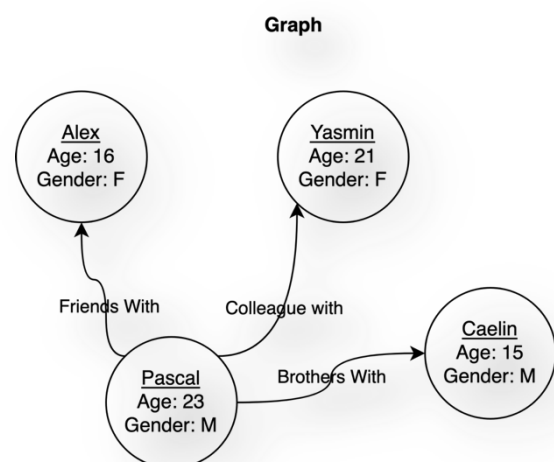 Graph
Alex
Age: 16
Gender: F
Yasmin
Age: 21
Gender: F
Friends With
Colleague with
Caelin
Age: 15
Gender: M
Pascal
Age: 23
Gender: M
Brothers With